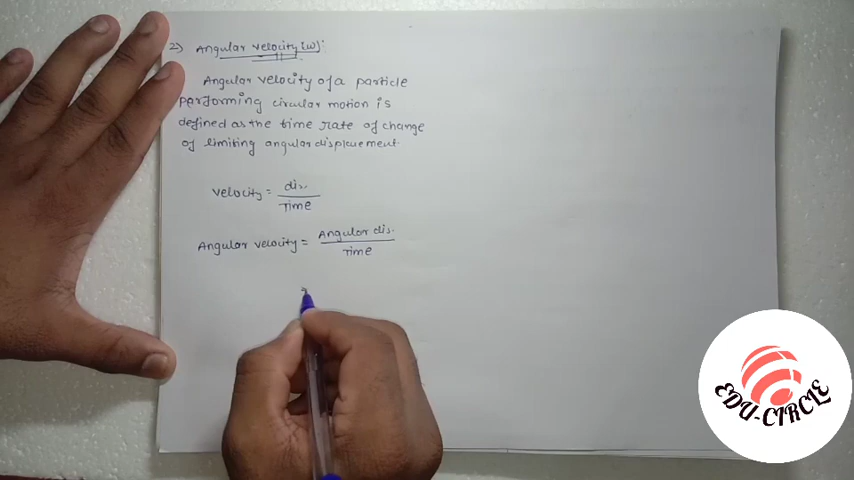 2) Angular velocity (ω):
Angular velocity of a particle
performing circular motion is
defined as the time rate of change
of limiting angular displacement.
velocity = dis. / Time
Angular velocity = Angular dis. / Time
EDU-CIRCLE